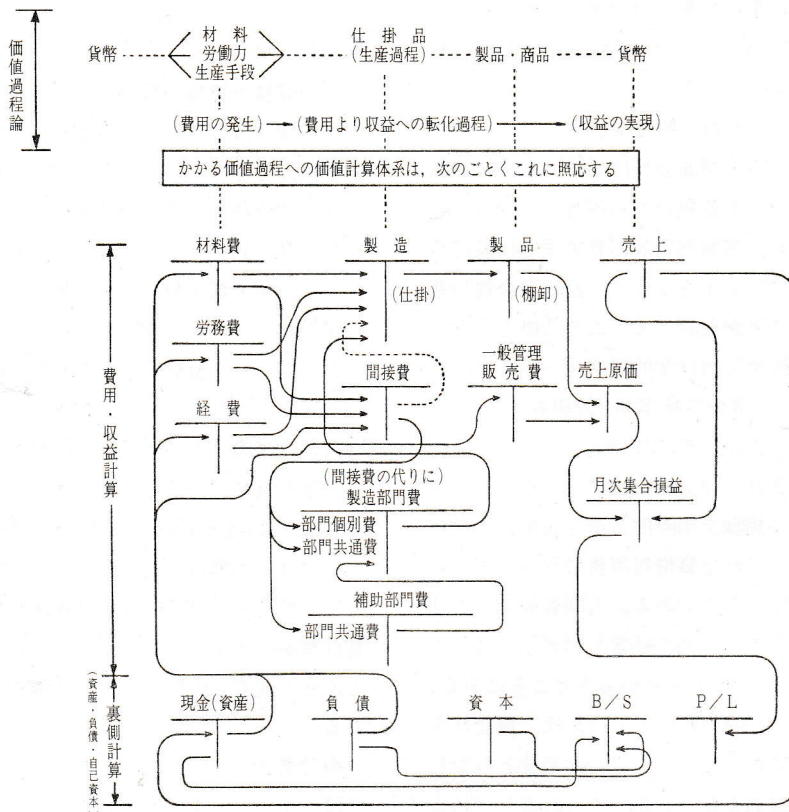 価値過程論
貨幣
材料
労働力
生産手段
仕掛品
(生産過程)
製品・商品
貨幣
(費用の発生)
(費用より収益への転化過程)
(収益の実現)
かかる価値過程への価値計算体系は，次のごとくこれに照応する
費用・収益計算
材料費
製造
製品
売上
(仕掛)
(棚卸)
労務費
間接費
一般管理
販売費
売上原価
経費
(間接費の代りに)
製造部門費
月次集合損益
部門個別費
部門共通費
補助部門費
部門共通費
裏側計算
(資産・負債・自己資本)
現金(資産)
負債
資本
B／S
P／L